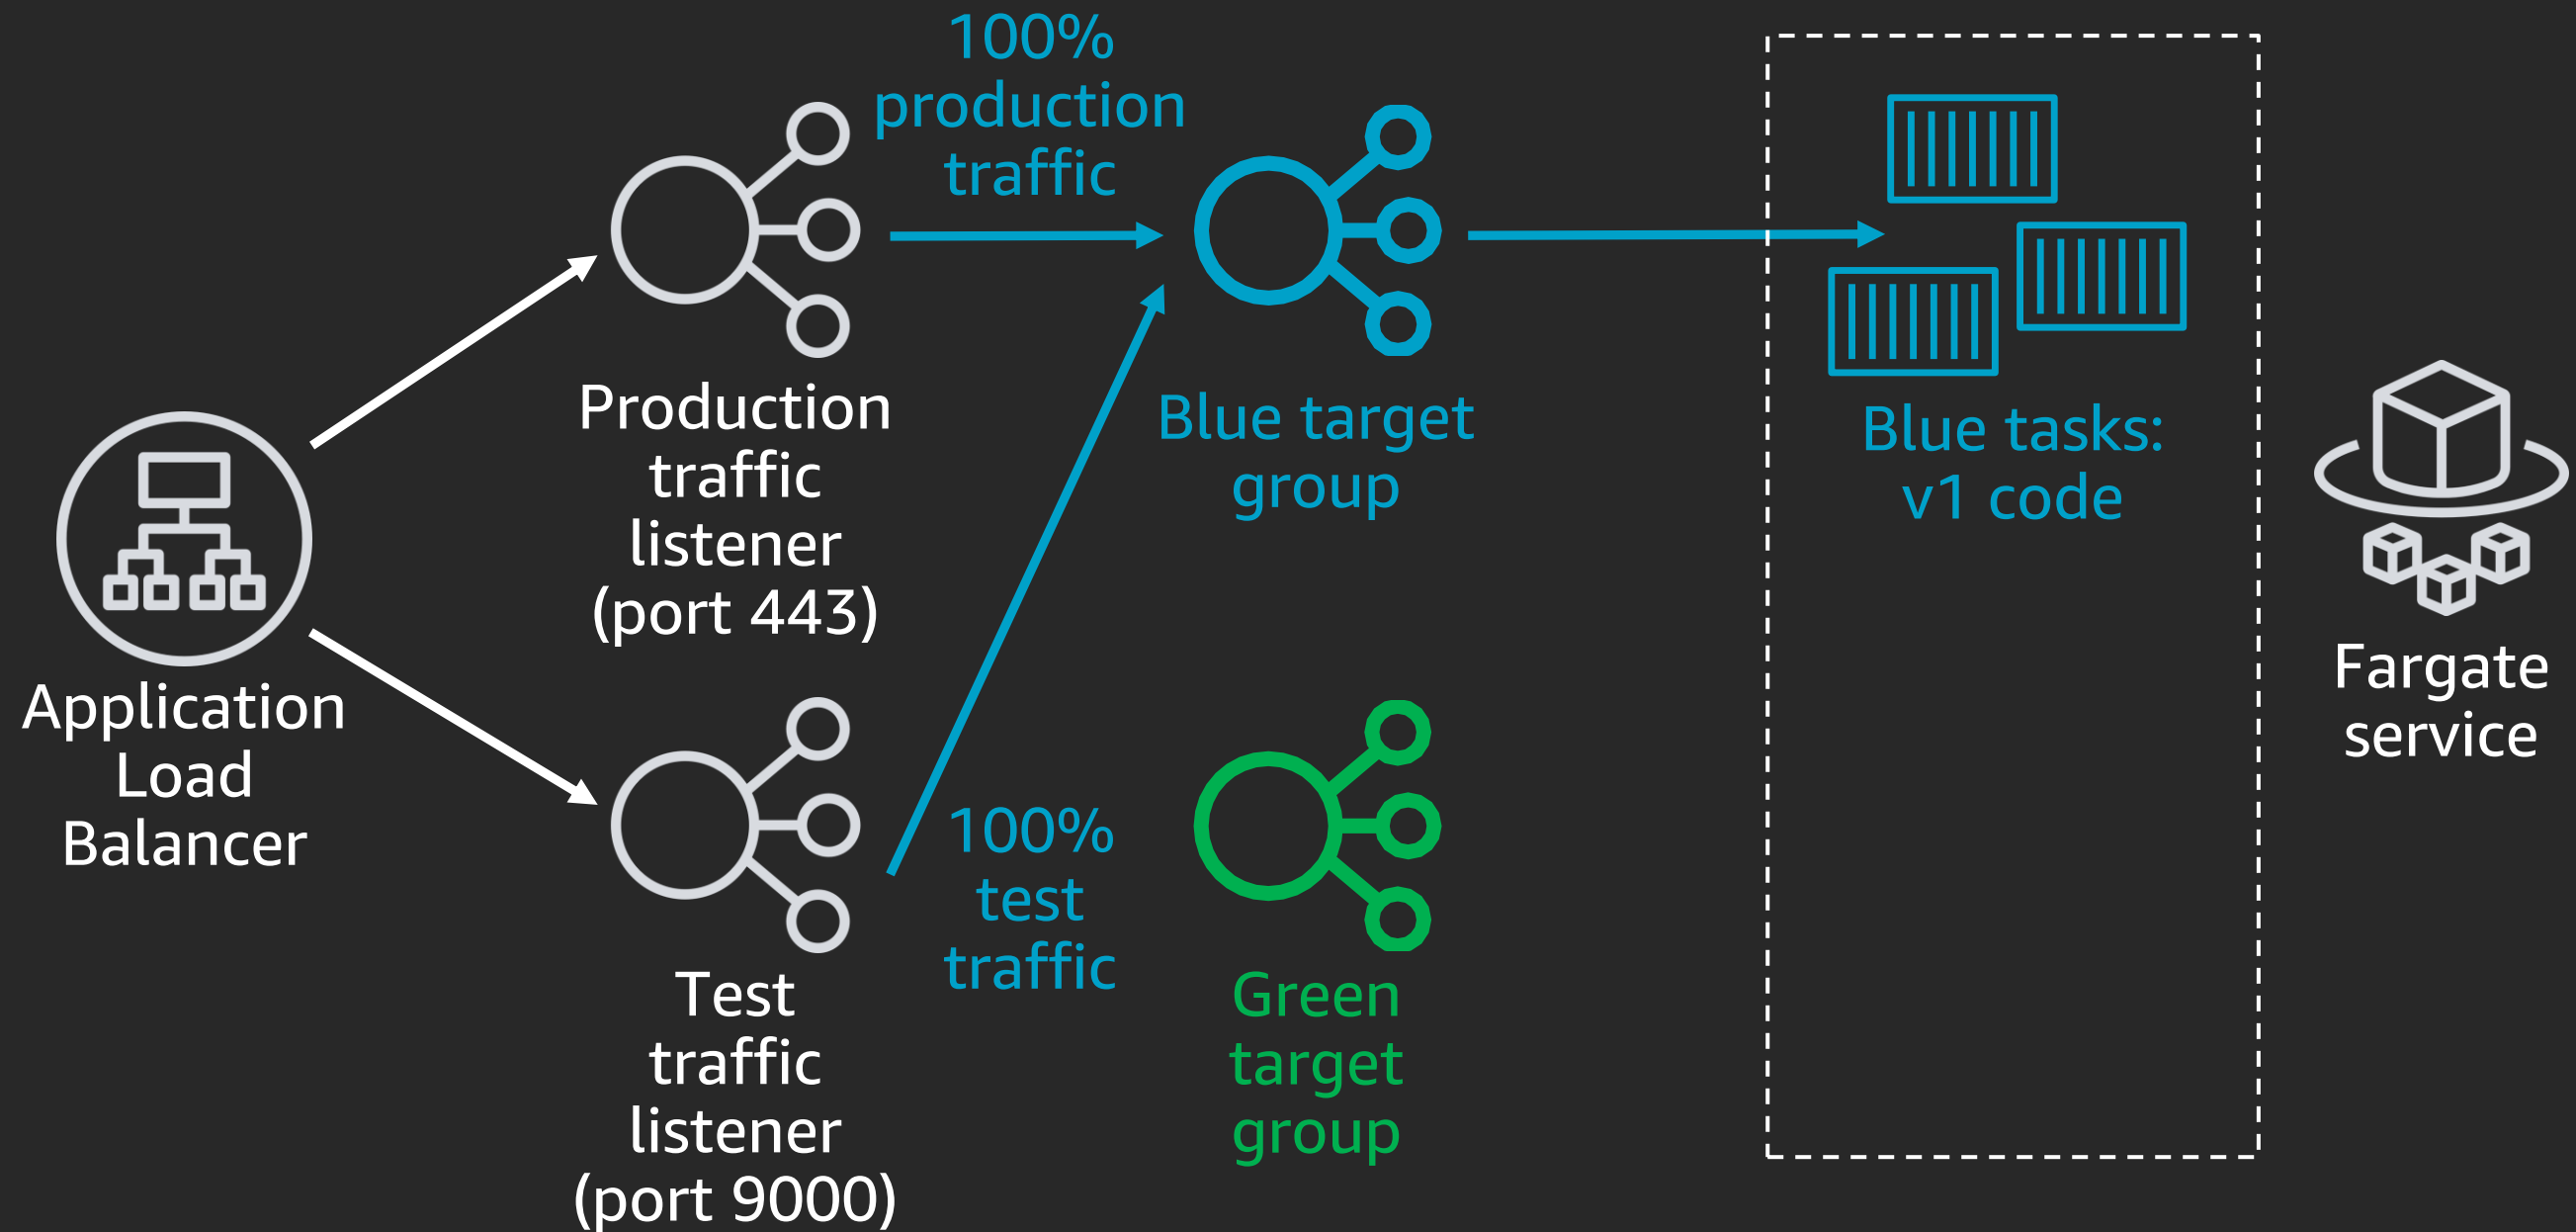 100%
production
traffic
Production
traffic
listener
(port 443)
Blue target
group
Blue tasks:
v1 code
Fargate
service
Application
Load
Balancer
100%
test
traffic
Test
traffic
listener
(port 9000)
Green
target
group